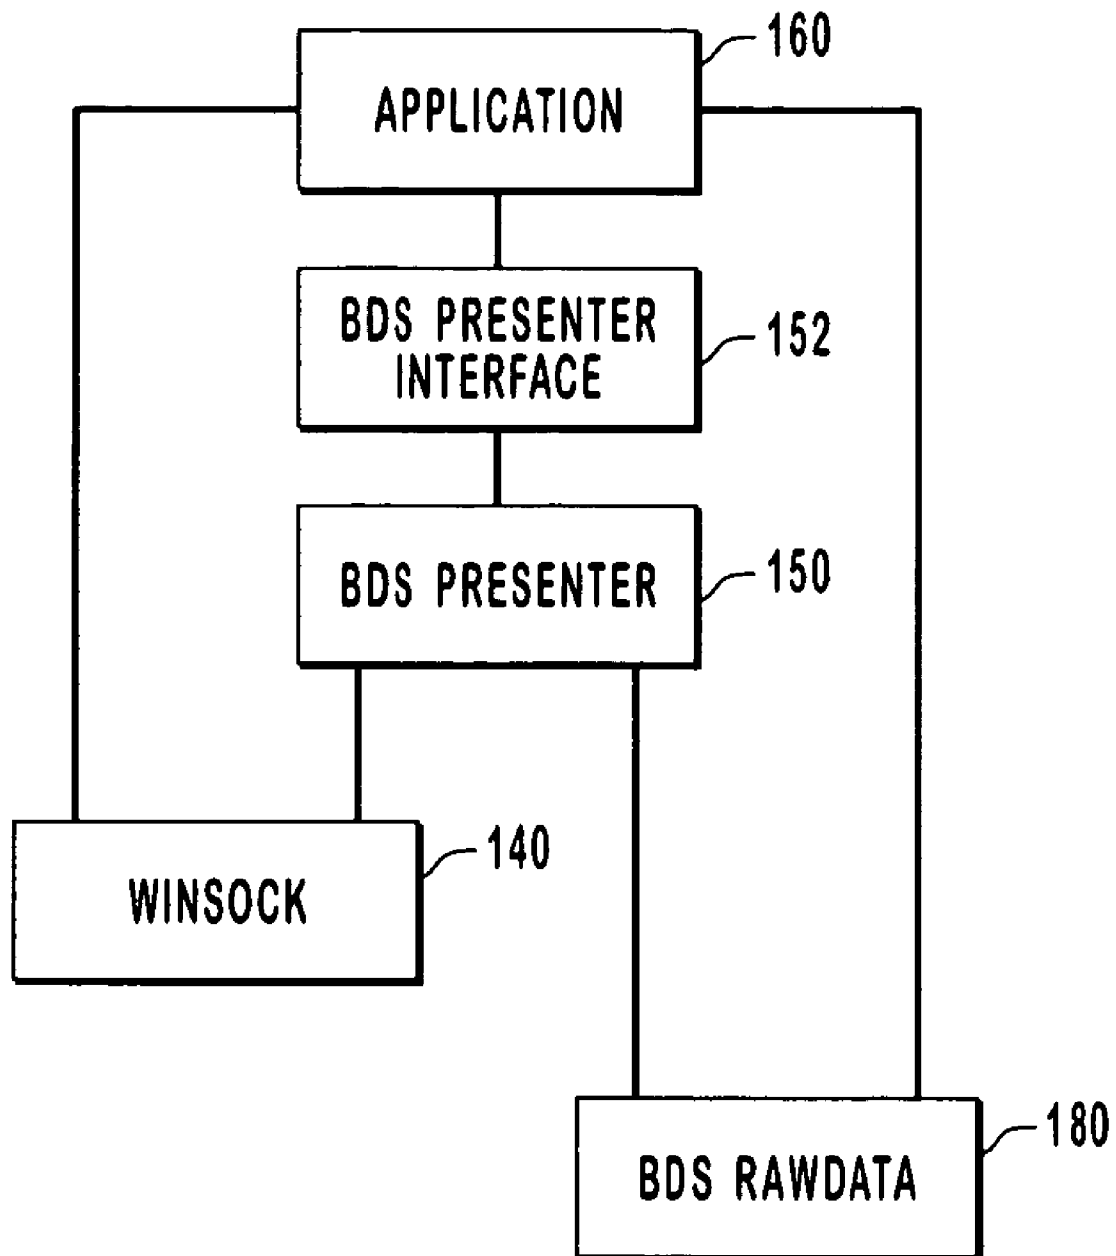 160
APPLICATION
BDS PRESENTER
INTERFACE
152
BDS PRESENTER
150
140
WINSOCK
180
BDS RAWDATA